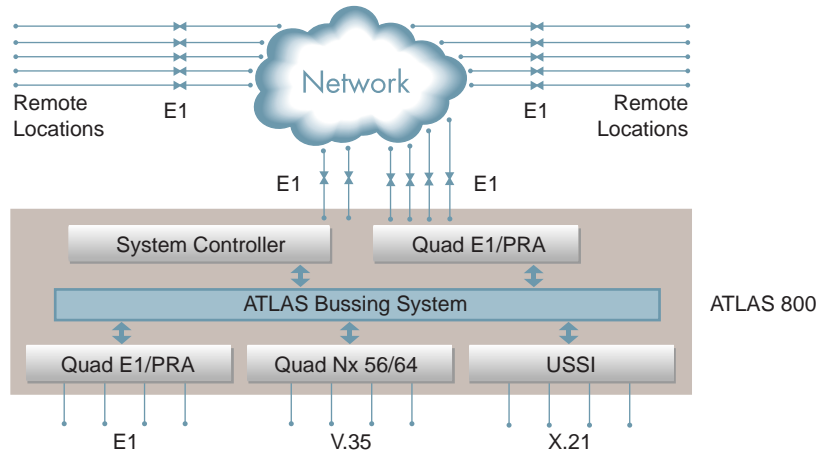 Network
Remote
Locations
E1
E1
Remote
Locations
E1
E1
System Controller
Quad E1/PRA
ATLAS Bussing System
ATLAS 800
Quad E1/PRA
Quad Nx 56/64
USSI
E1
V.35
X.21